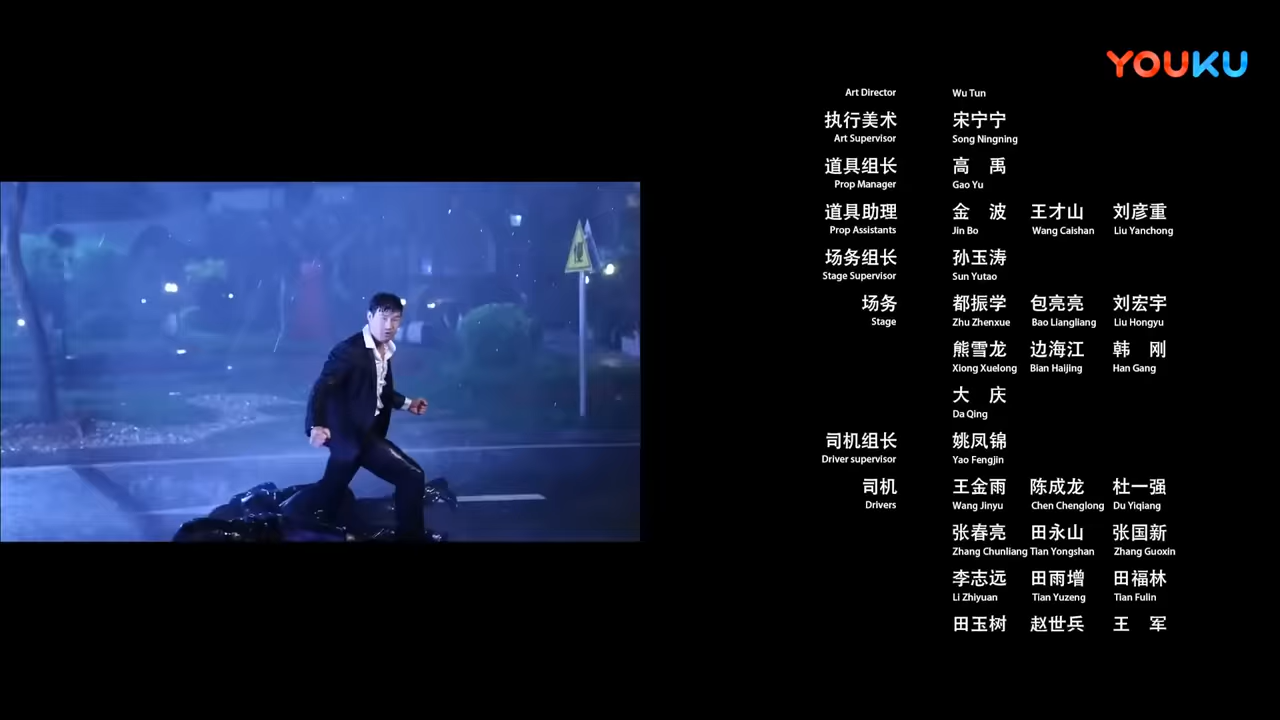 YOUKU
Art Director Wu Tun
执行美术 宋宁宁
Art Supervisor Song Ningning
道具组长 高 禹
Prop Manager Gao Yu
道具助理 金 波 王才山 刘彦重
Prop Assistants Jin Bo Wang Caishan Liu Yanchong
场务组长 孙玉涛
Stage Supervisor Sun Yutao
场务 都振学 包亮亮 刘宏宇
Stage Zhu Zhenxue Bao Liangliang Liu Hongyu
熊雪龙 边海江 韩 刚
Xiong Xuelong Bian Haijing Han Gang
大 庆
Da Qing
司机组长 姚凤锦
Driver supervisor Yao Fengjin
司机 王金雨 陈成龙 杜一强
Drivers Wang Jinyu Chen Chenglong Du Yiqiang
张春亮 田永山 张国新
Zhang Chunliang Tian Yongshan Zhang Guoxin
李志远 田雨增 田福林
Li Zhiyuan Tian Yuzeng Tian Fulin
田玉树 赵世兵 王 军